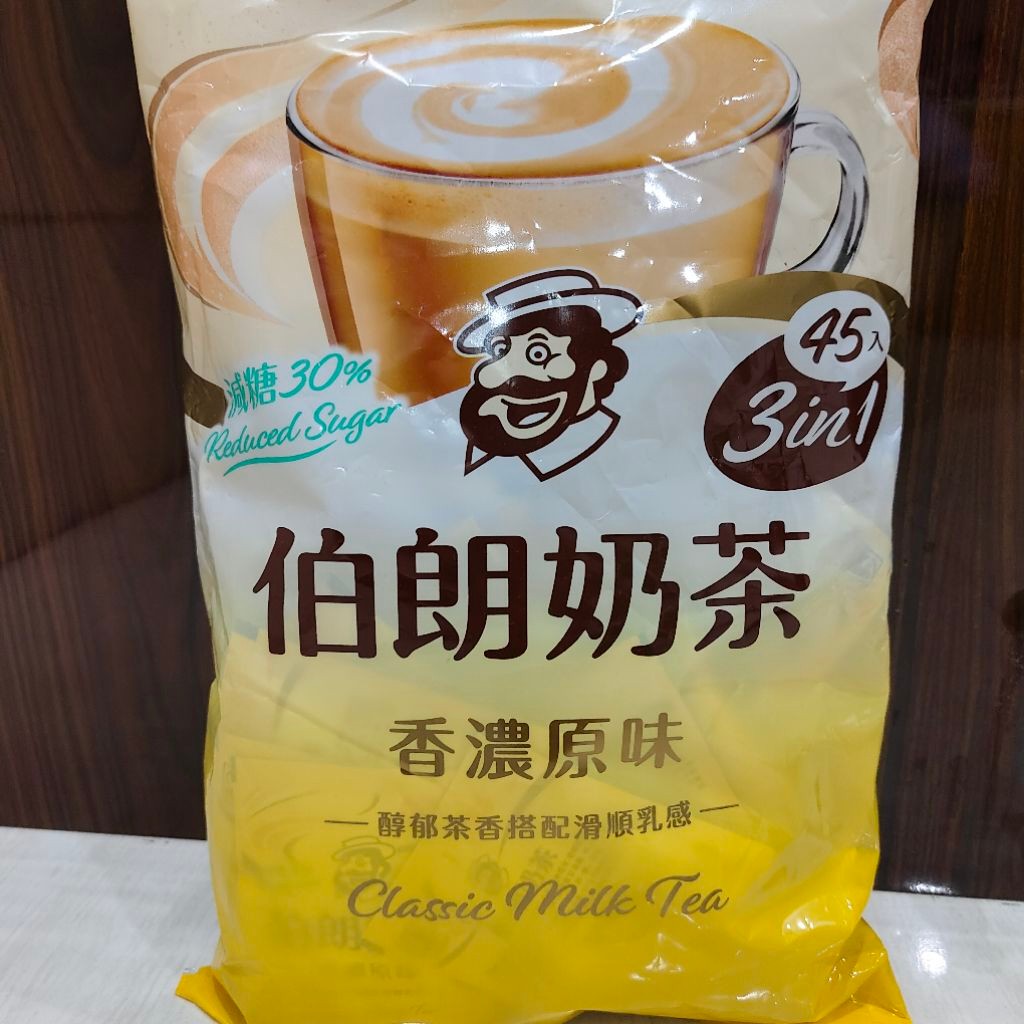 減糖30%
Reduced Sugar
45入
3in1
伯朗奶茶
香濃原味
醇郁茶香搭配滑順乳感
Classic Milk Tea